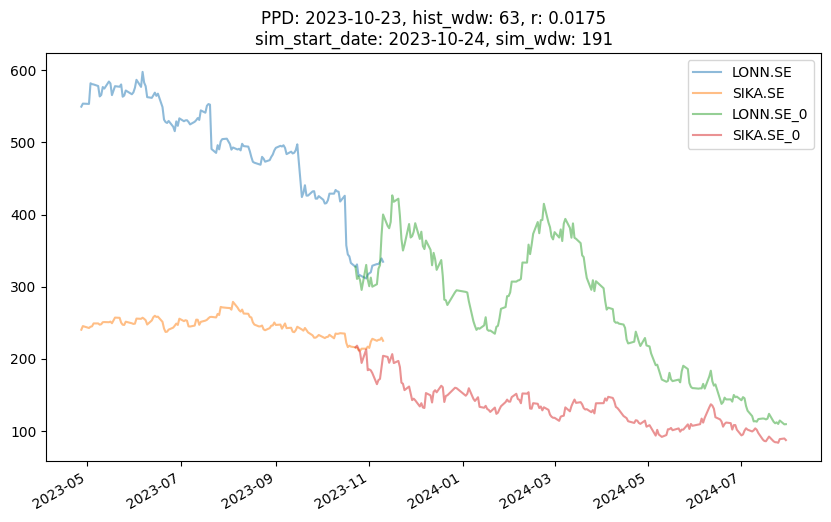 PPD: 2023-10-23, hist_wdw: 63, r: 0.0175
sim_start_date: 2023-10-24, sim_wdw: 191
LONN.SE
SIKA.SE
LONN.SE_0
SIKA.SE_0
600
500
400
300
200
100
2023-05
2023-07
2023-09
2023-11
2024-01
2024-03
2024-05
2024-07